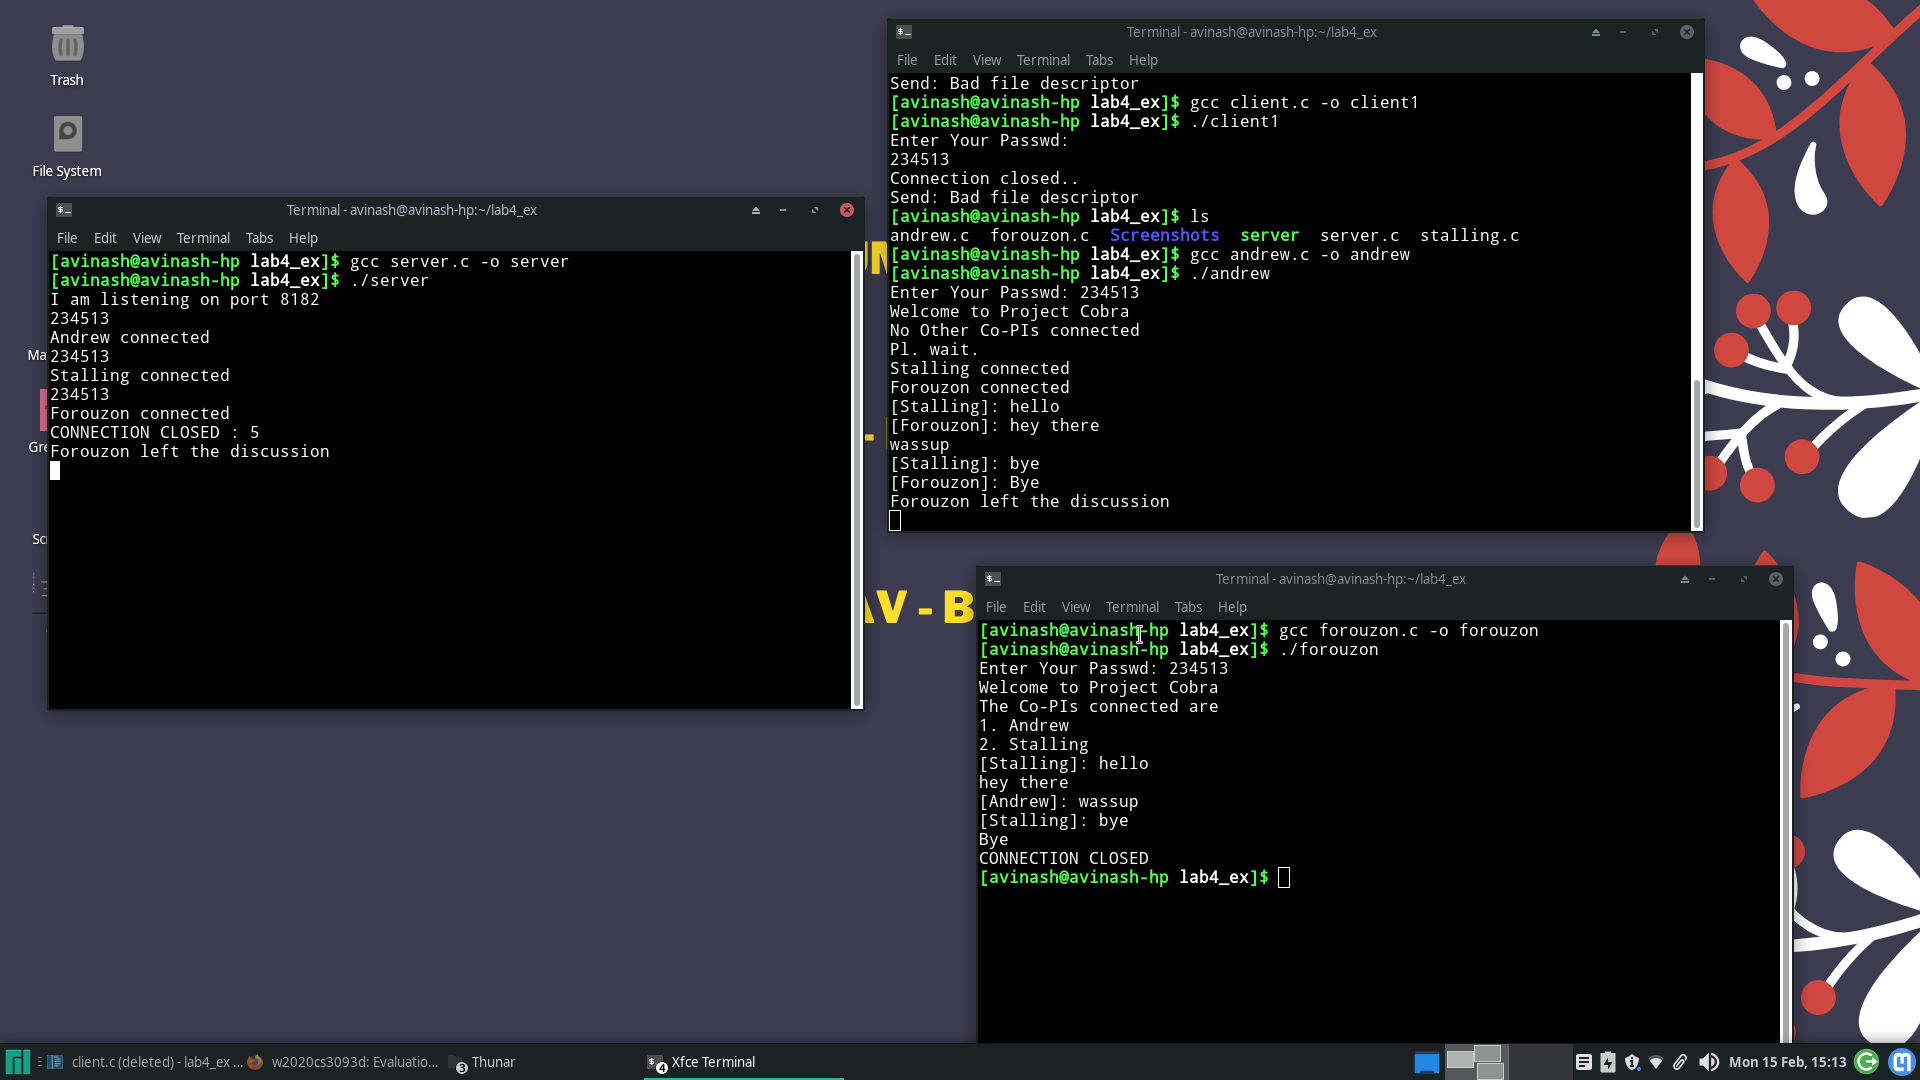 Trash
File System
Terminal - avinash@avinash-hp:~/lab4_ex
File Edit View Terminal Tabs Help
[avinash@avinash-hp lab4_ex]$ gcc server.c -o server
[avinash@avinash-hp lab4_ex]$ ./server
I am listening on port 8182
234513
Andrew connected
234513
Stalling connected
234513
Forouzon connected
CONNECTION CLOSED : 5
Forouzon left the discussion
Terminal - avinash@avinash-hp:~/lab4_ex
File Edit View Terminal Tabs Help
Send: Bad file descriptor
[avinash@avinash-hp lab4_ex]$ gcc client.c -o client1
[avinash@avinash-hp lab4_ex]$ ./client1
Enter Your Passwd:
234513
Connection closed..
Send: Bad file descriptor
[avinash@avinash-hp lab4_ex]$ ls
andrew.c forouzon.c Screenshots server server.c stalling.c
[avinash@avinash-hp lab4_ex]$ gcc andrew.c -o andrew
[avinash@avinash-hp lab4_ex]$ ./andrew
Enter Your Passwd: 234513
Welcome to Project Cobra
No Other Co-PIs connected
Pl. wait.
Stalling connected
Forouzon connected
[Stalling]: hello
[Forouzon]: hey there
wassup
[Stalling]: bye
[Forouzon]: Bye
Forouzon left the discussion
Terminal - avinash@avinash-hp:~/lab4_ex
File Edit View Terminal Tabs Help
[avinash@avinash-hp lab4_ex]$ gcc forouzon.c -o forouzon
[avinash@avinash-hp lab4_ex]$ ./forouzon
Enter Your Passwd: 234513
Welcome to Project Cobra
The Co-PIs connected are
1. Andrew
2. Stalling
[Stalling]: hello
hey there
[Andrew]: wassup
[Stalling]: bye
Bye
CONNECTION CLOSED
[avinash@avinash-hp lab4_ex]$
client.c (deleted) - lab4_ex ... w2020cs3093d: Evaluatio... 3 Thunar 4 Xfce Terminal Mon 15 Feb, 15:13